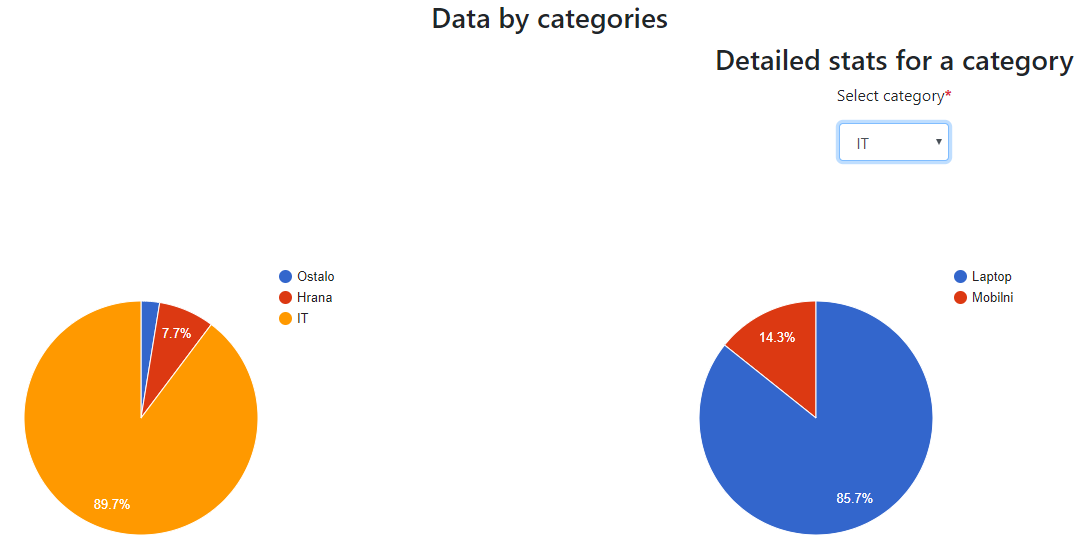 Data by categories
Detailed stats for a category
Select category*
IT
Ostalo
Hrana
IT
7.7%
89.7%
Laptop
Mobilni
14.3%
85.7%